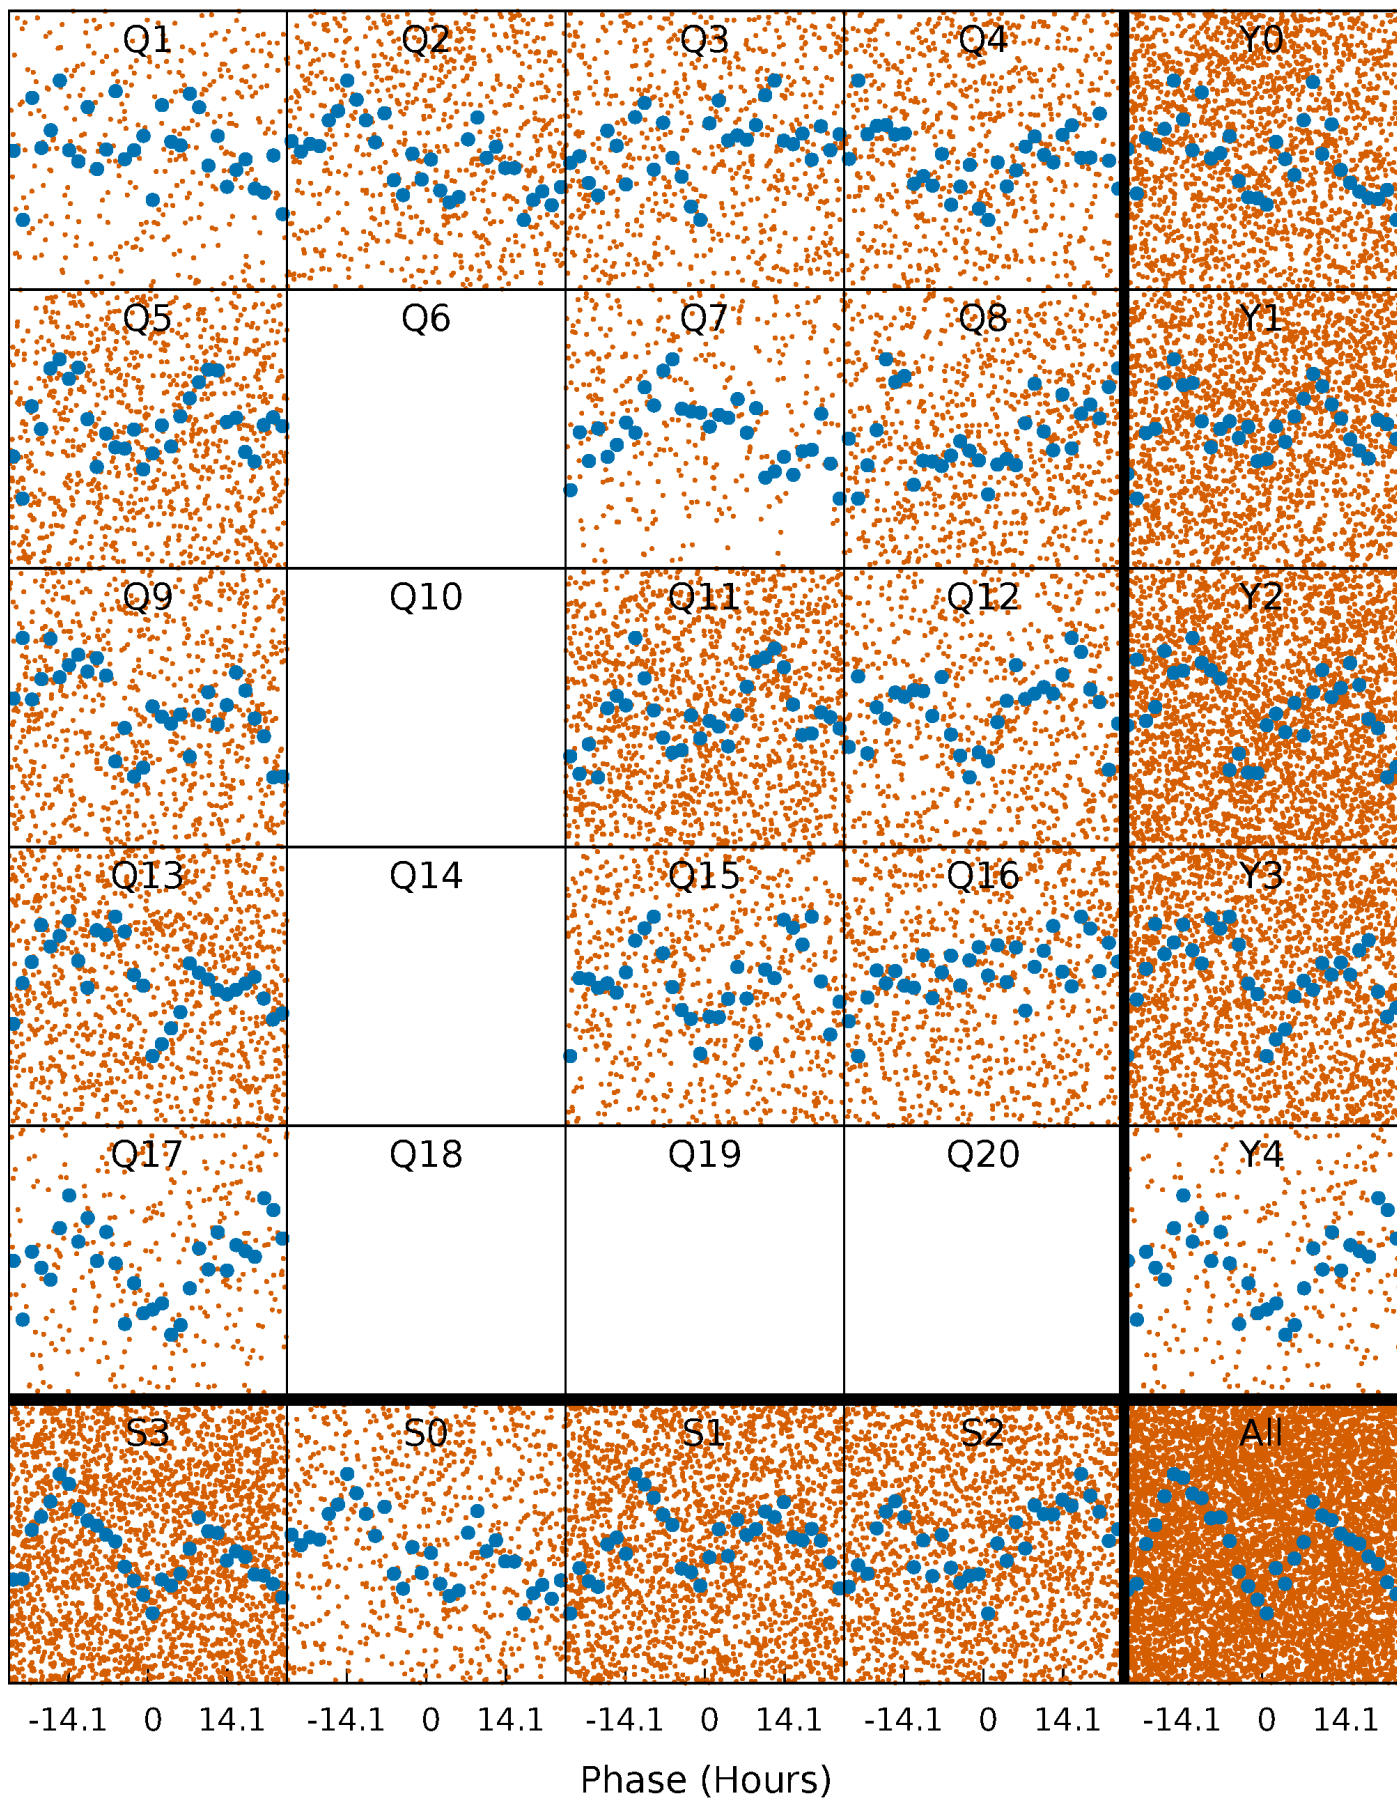 Q1 Q2 Q3 Q4 Y0
Q5 Q6 Q7 Q8 Y1
Q9 Q10 Q11 Q12 Y2
Q13 Q14 Q15 Q16 Y3
Q17 Q18 Q19 Q20 Y4
S3 S0 S1 S2 All
-14.1 0 14.1 -14.1 0 14.1 -14.1 0 14.1 -14.1 0 14.1 -14.1 0 14.1
Phase (Hours)